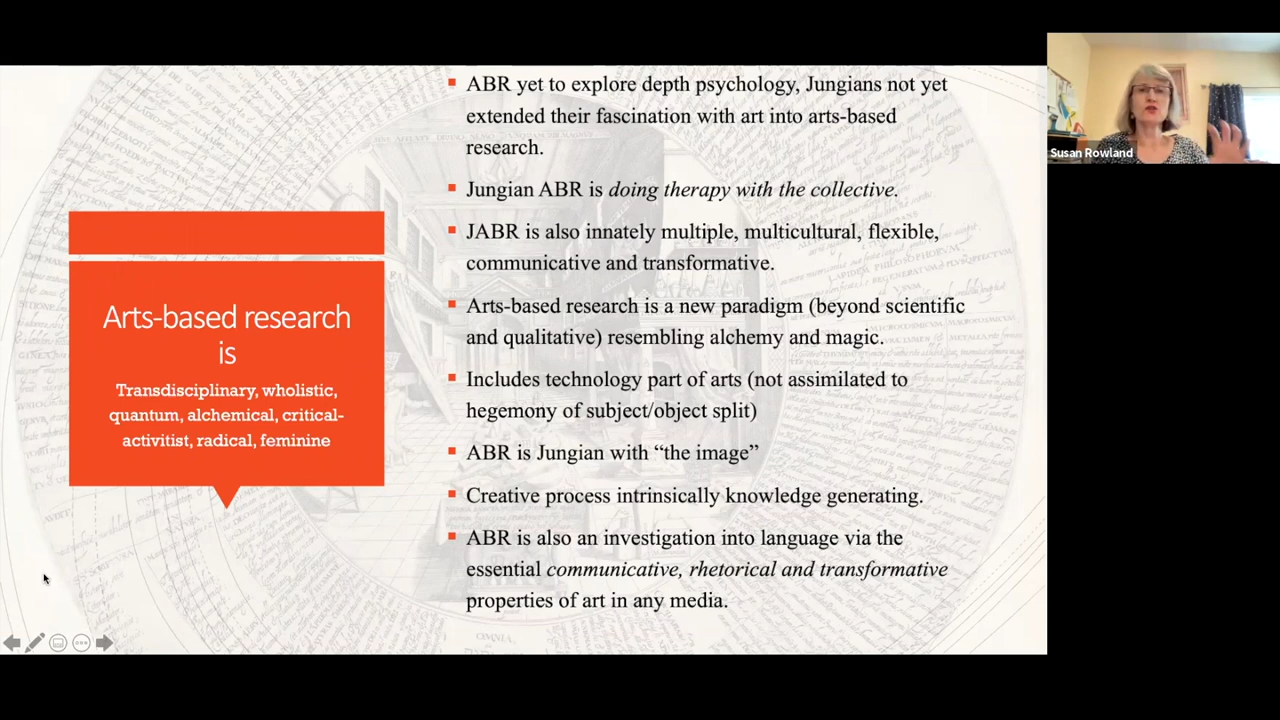 Arts-based research
is
Transdisciplinary, wholistic,
quantum, alchemical, critical-
activitist, radical, feminine
ABR yet to explore depth psychology, Jungians not yet
extended their fascination with art into arts-based
research.
Jungian ABR is doing therapy with the collective.
JABR is also innately multiple, multicultural, flexible,
communicative and transformative.
Arts-based research is a new paradigm (beyond scientific
and qualitative) resembling alchemy and magic.
Includes technology part of arts (not assimilated to
hegemony of subject/object split)
ABR is Jungian with “the image”
Creative process intrinsically knowledge generating.
ABR is also an investigation into language via the
essential communicative, rhetorical and transformative
properties of art in any media.
Susan Rowland